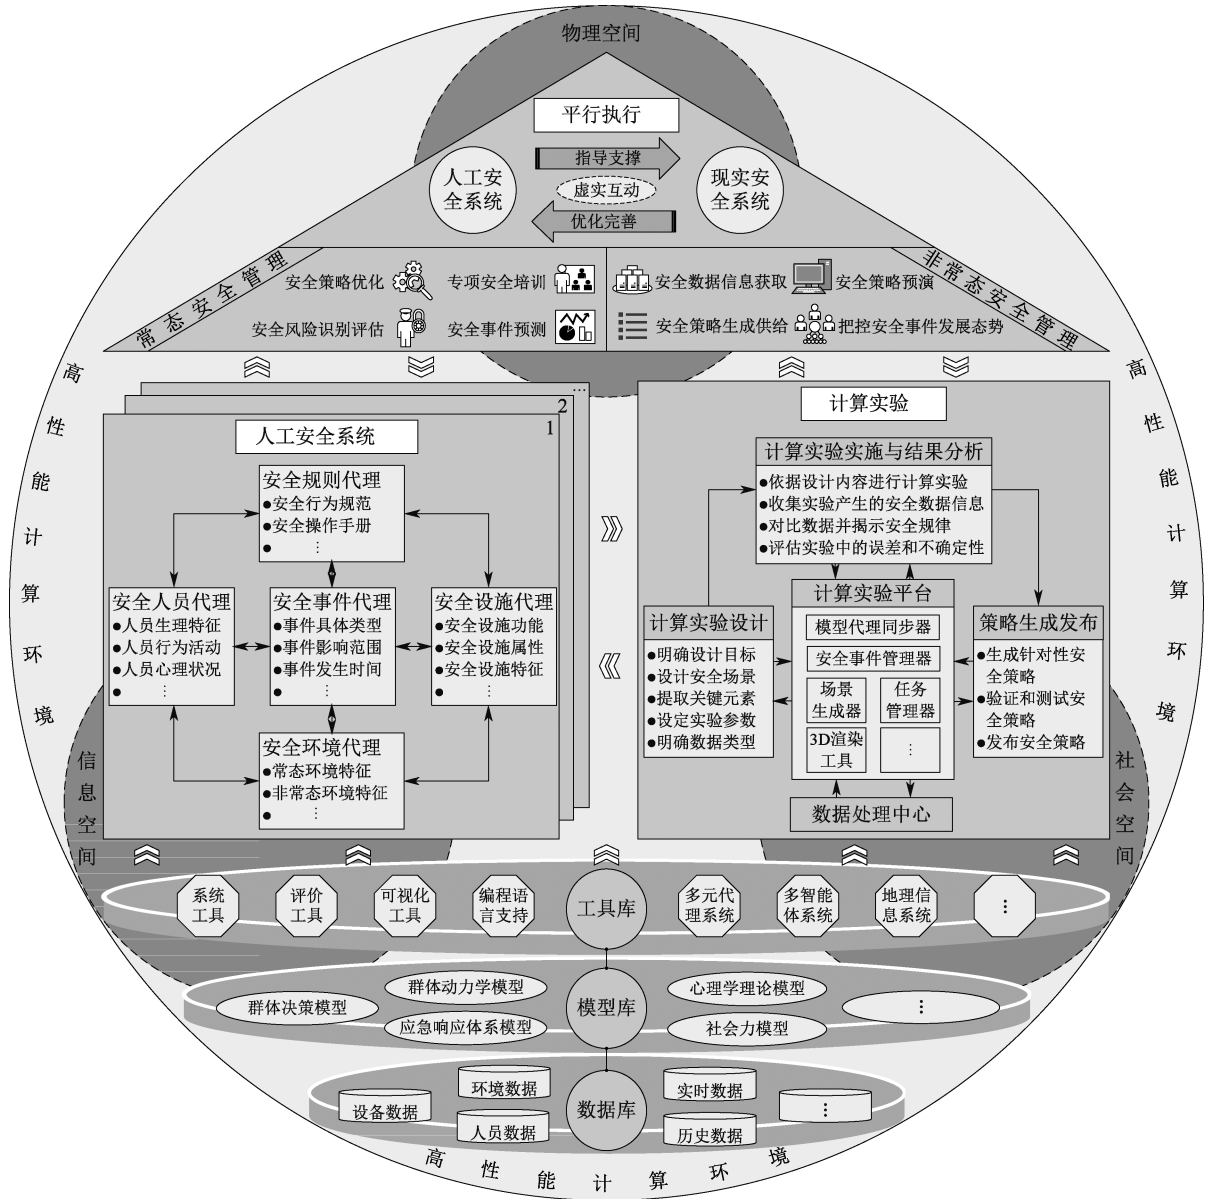 物理空间
平行执行
指导支撑
人工安
全系统
虚实互动
现实安
全系统
优化完善
常态安全管理
安全策略优化
专项安全培训
安全风险识别评估
安全事件预测
安全数据信息获取
安全策略预演
安全策略生成供给
把控安全事件发展态势
非常态安全管理
高性能计算环境
高性能计算环境
…
2
1
人工安全系统
安全规则代理
●安全行为规范
●安全操作手册
● ⋮
安全人员代理
●人员生理特征
●人员行为活动
●人员心理状况
● ⋮
安全事件代理
●事件具体类型
●事件影响范围
●事件发生时间
● ⋮
安全设施代理
●安全设施功能
●安全设施属性
●安全设施特征
● ⋮
安全环境代理
●常态环境特征
●非常态环境特征
● ⋮
计算实验
计算实验实施与结果分析
●依据设计内容进行计算实验
●收集实验产生的安全数据信息
●对比数据并揭示安全规律
●评估实验中的误差和不确定性
计算实验设计
●明确设计目标
●设计安全场景
●提取关键元素
●设定实验参数
●明确数据类型
计算实验平台
模型代理同步器
安全事件管理器
场景
生成器
任务
管理器
3D渲染
工具
⋮
策略生成发布
●生成针对性安
全策略
●验证和测试安
全策略
●发布安全策略
数据处理中心
信息空间
社会空间
系统
工具
评价
工具
可视化
工具
编程语
言支持
工具库
多元代
理系统
多智能
体系统
地理信
息系统
⋮
群体决策模型
群体动力学模型
应急响应体系模型
模型库
心理学理论模型
社会力模型
⋮
设备数据
环境数据
人员数据
数据库
实时数据
历史数据
⋮
高性能计算环境